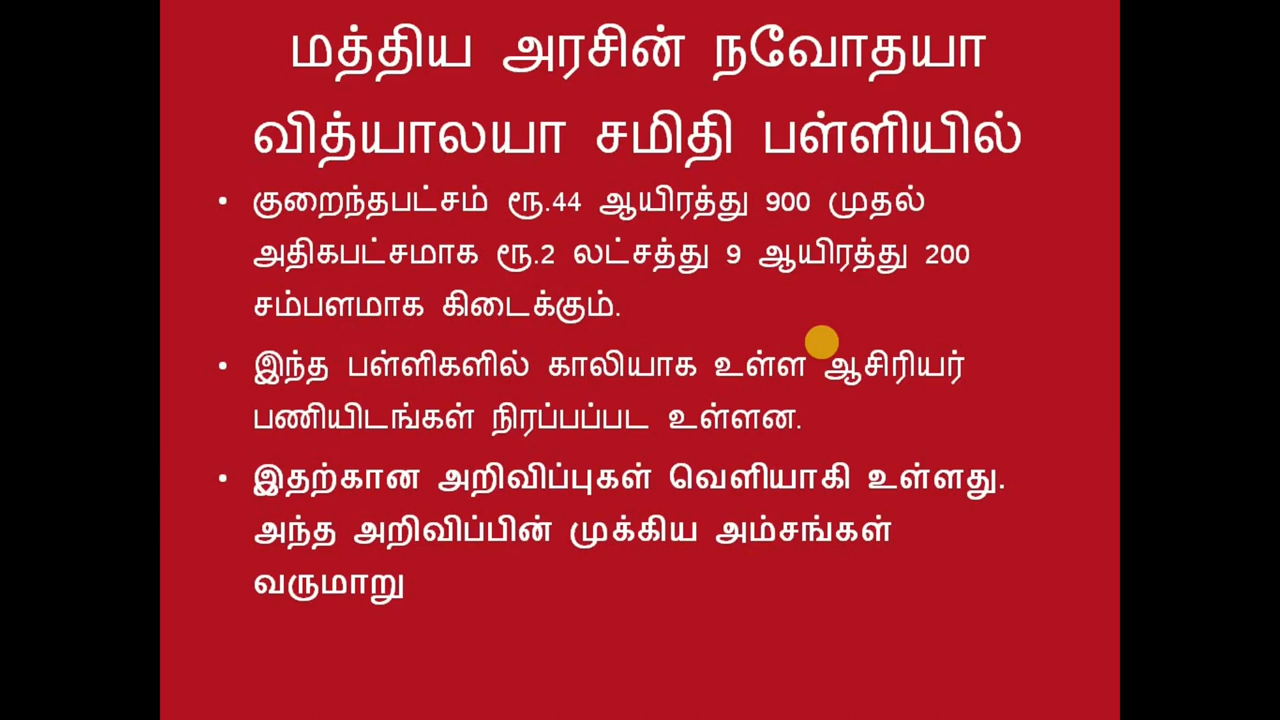 மத்திய அரசின் நவோதயா
வித்யாலயா சமிதி பள்ளியில்
• குறைந்தபட்சம் ரூ.44 ஆயிரத்து 900 முதல்
அதிகபட்சமாக ரூ.2 லட்சத்து 9 ஆயிரத்து 200
சம்பளமாக கிடைக்கும்.
• இந்த பள்ளிகளில் காலியாக உள்ள ஆசிரியர்
பணியிடங்கள் நிரப்பப்பட உள்ளன.
• இதற்கான அறிவிப்புகள் வெளியாகி உள்ளது.
அந்த அறிவிப்பின் முக்கிய அம்சங்கள்
வருமாறு